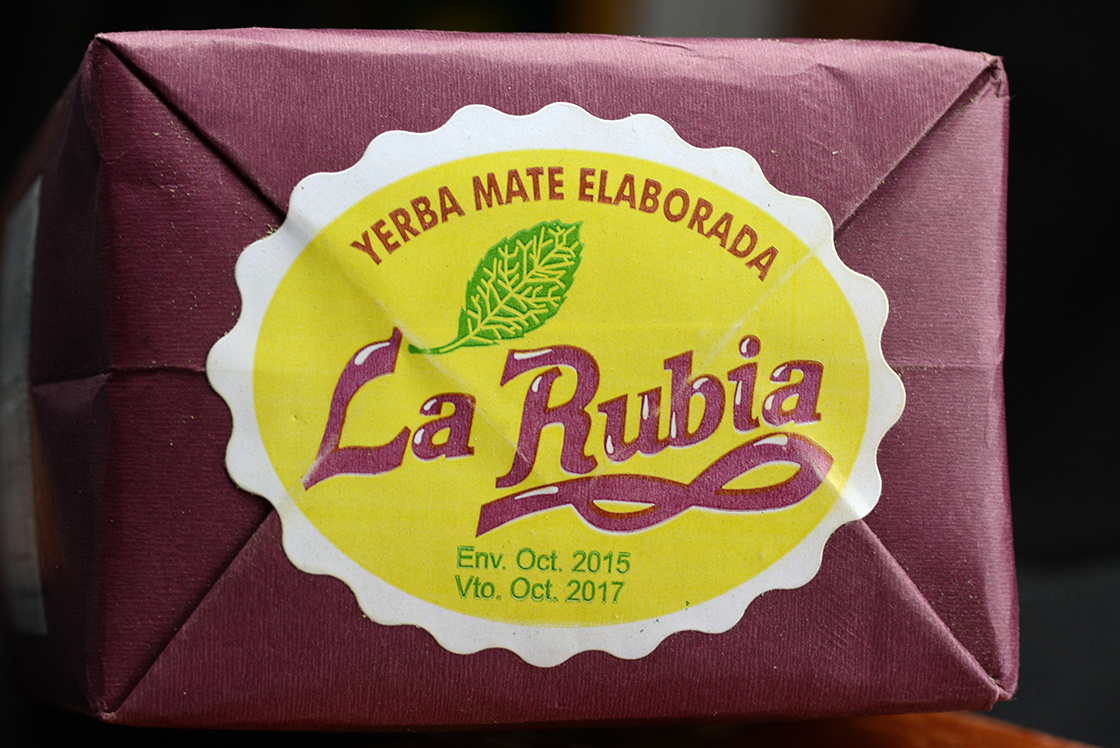 YERBA MATE ELABORADA
La Rubia
Env. Oct. 2015
Vto. Oct. 2017